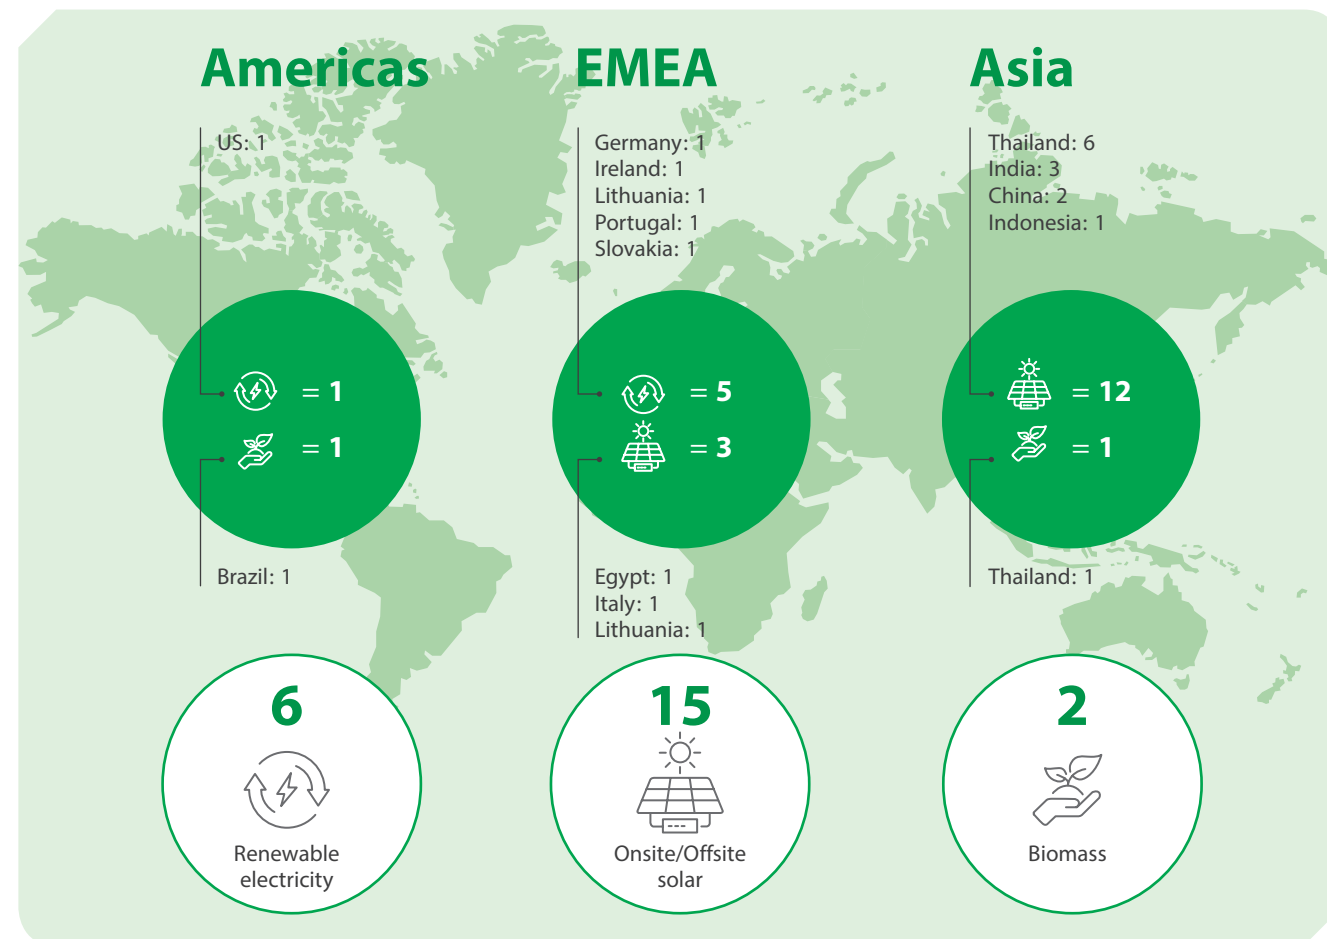 Americas
US: 1
= 1
= 1
Brazil: 1
EMEA
Germany: 1
Ireland: 1
Lithuania: 1
Portugal: 1
Slovakia: 1
= 5
= 3
Egypt: 1
Italy: 1
Lithuania: 1
Asia
Thailand: 6
India: 3
China: 2
Indonesia: 1
= 12
= 1
Thailand: 1
6
Renewable
electricity
15
Onsite/Offsite
solar
2
Biomass